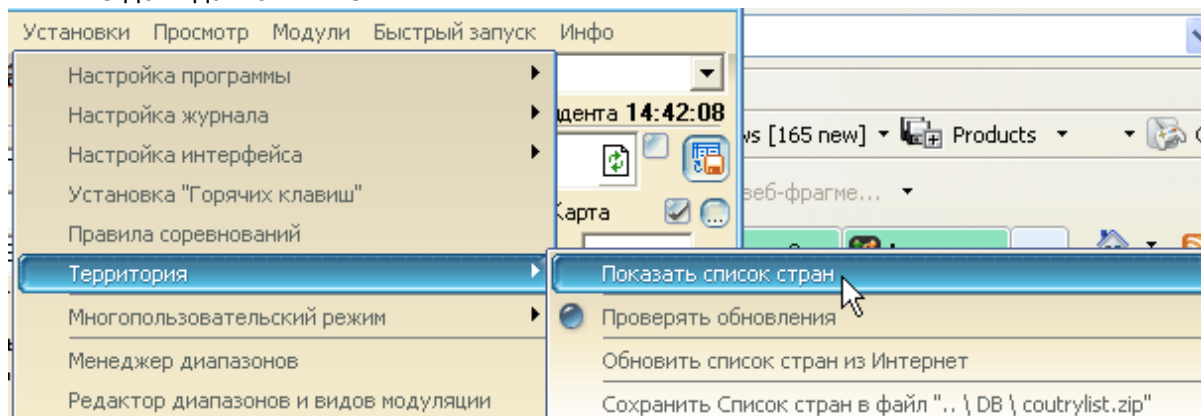 Установки Просмотр Модули Быстрый запуск Инфо
Настройка программы
Настройка журнала
дента 14:42:08
vs [165 new] Products
Настройка интерфейса
Установка "Горячих клавиш"
веб-фрагме...
Карта
Правила соревнований
Территория
Показать список стран
Многопользовательский режим
Проверять обновления
Менеджер диапазонов
Обновить список стран из Интернет
Редактор диапазонов и видов модуляции
Сохранить Список стран в файл ".. \ DB \ coutrylist.zip"